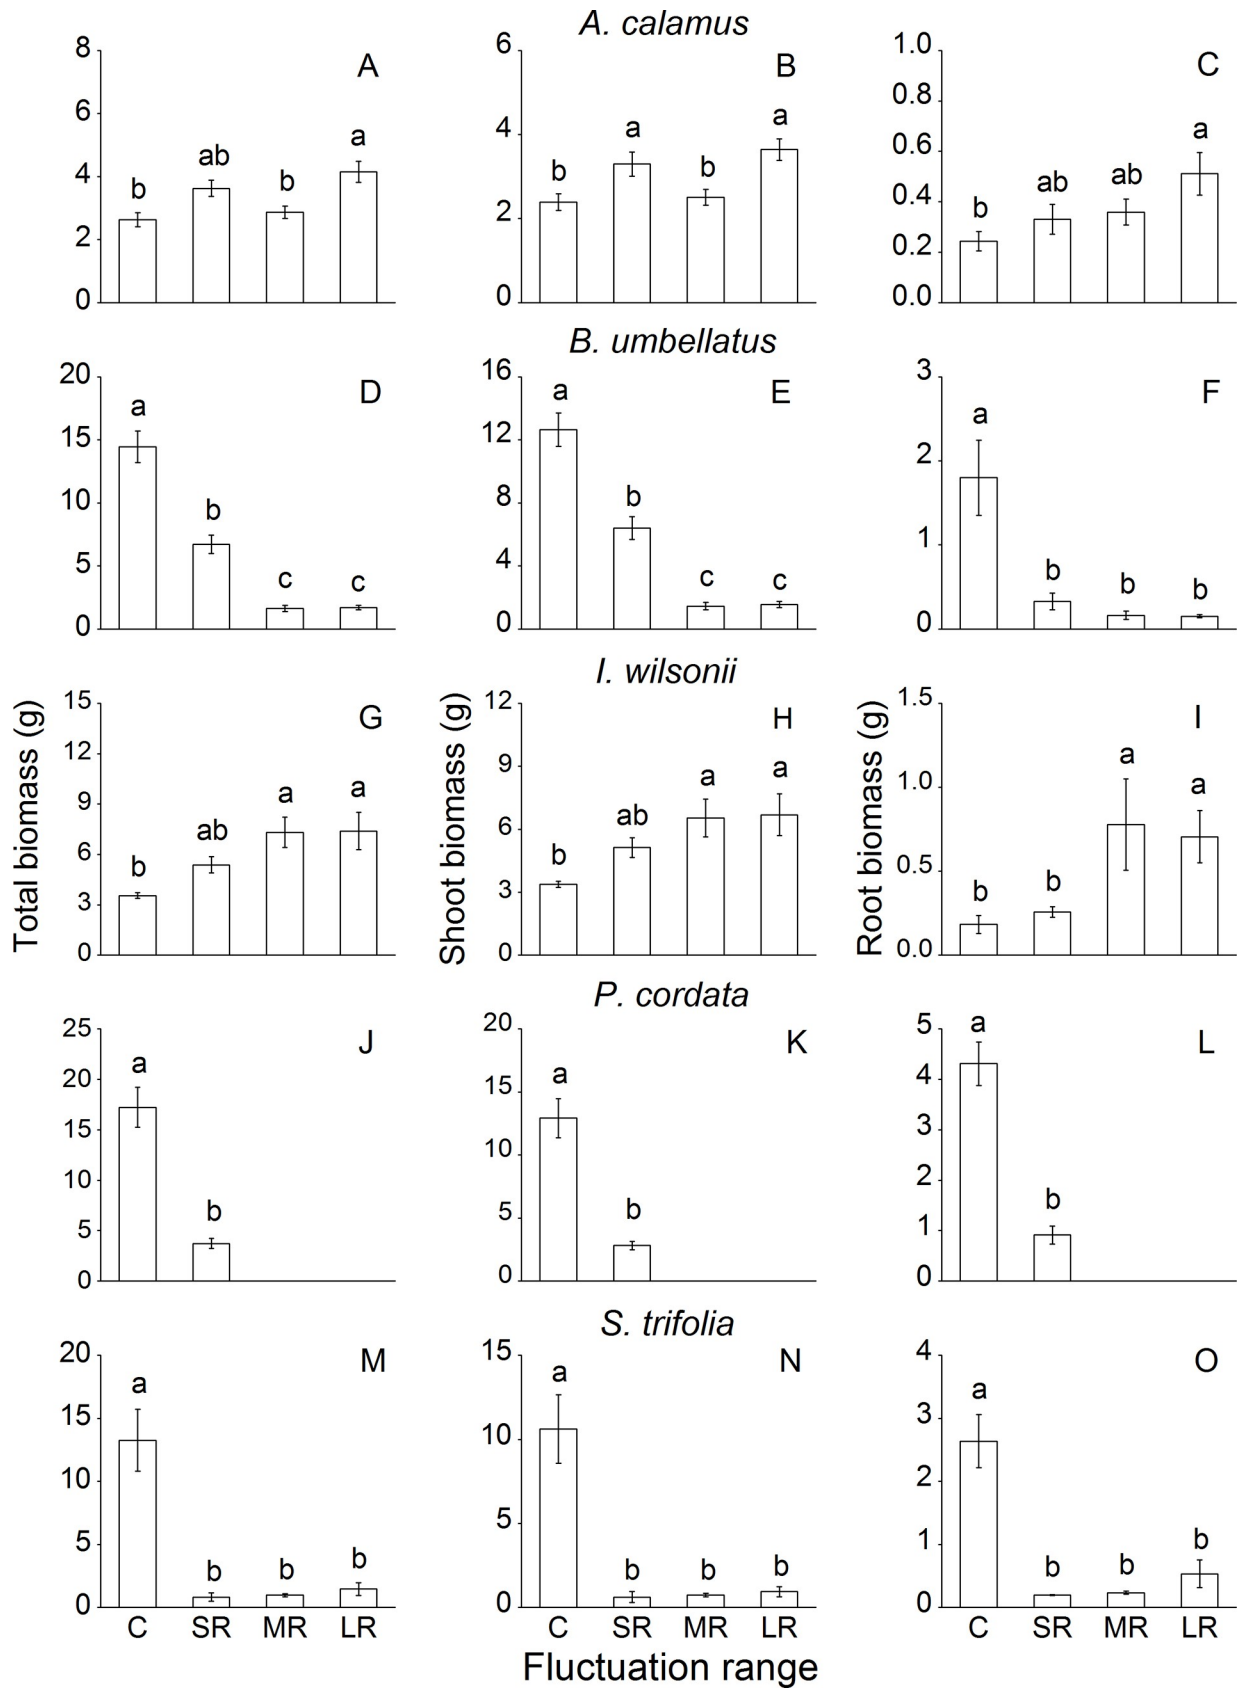 A. calamus
8
6
4
2
0
A
b
ab
b
a
6
4
2
0
B
b
a
b
a
1.0
0.8
0.6
0.4
0.2
0.0
C
b
ab
ab
a
B. umbellatus
20
15
10
5
0
D
a
b
c
c
16
12
8
4
0
E
a
b
c
c
3
2
1
0
F
a
b
b
b
I. wilsonii
Total biomass (g)
15
12
9
6
3
0
G
b
ab
a
a
Shoot biomass (g)
12
9
6
3
0
H
b
ab
a
a
Root biomass (g)
1.5
1.0
0.5
0.0
I
b
b
a
a
P. cordata
25
20
15
10
5
0
J
a
b
20
15
10
5
0
K
a
b
5
4
3
2
1
0
L
a
b
S. trifolia
20
15
10
5
0
M
a
b
b
b
C SR MR LR
15
10
5
0
N
a
b
b
b
C SR MR LR
4
3
2
1
0
O
a
b
b
b
C SR MR LR
Fluctuation range